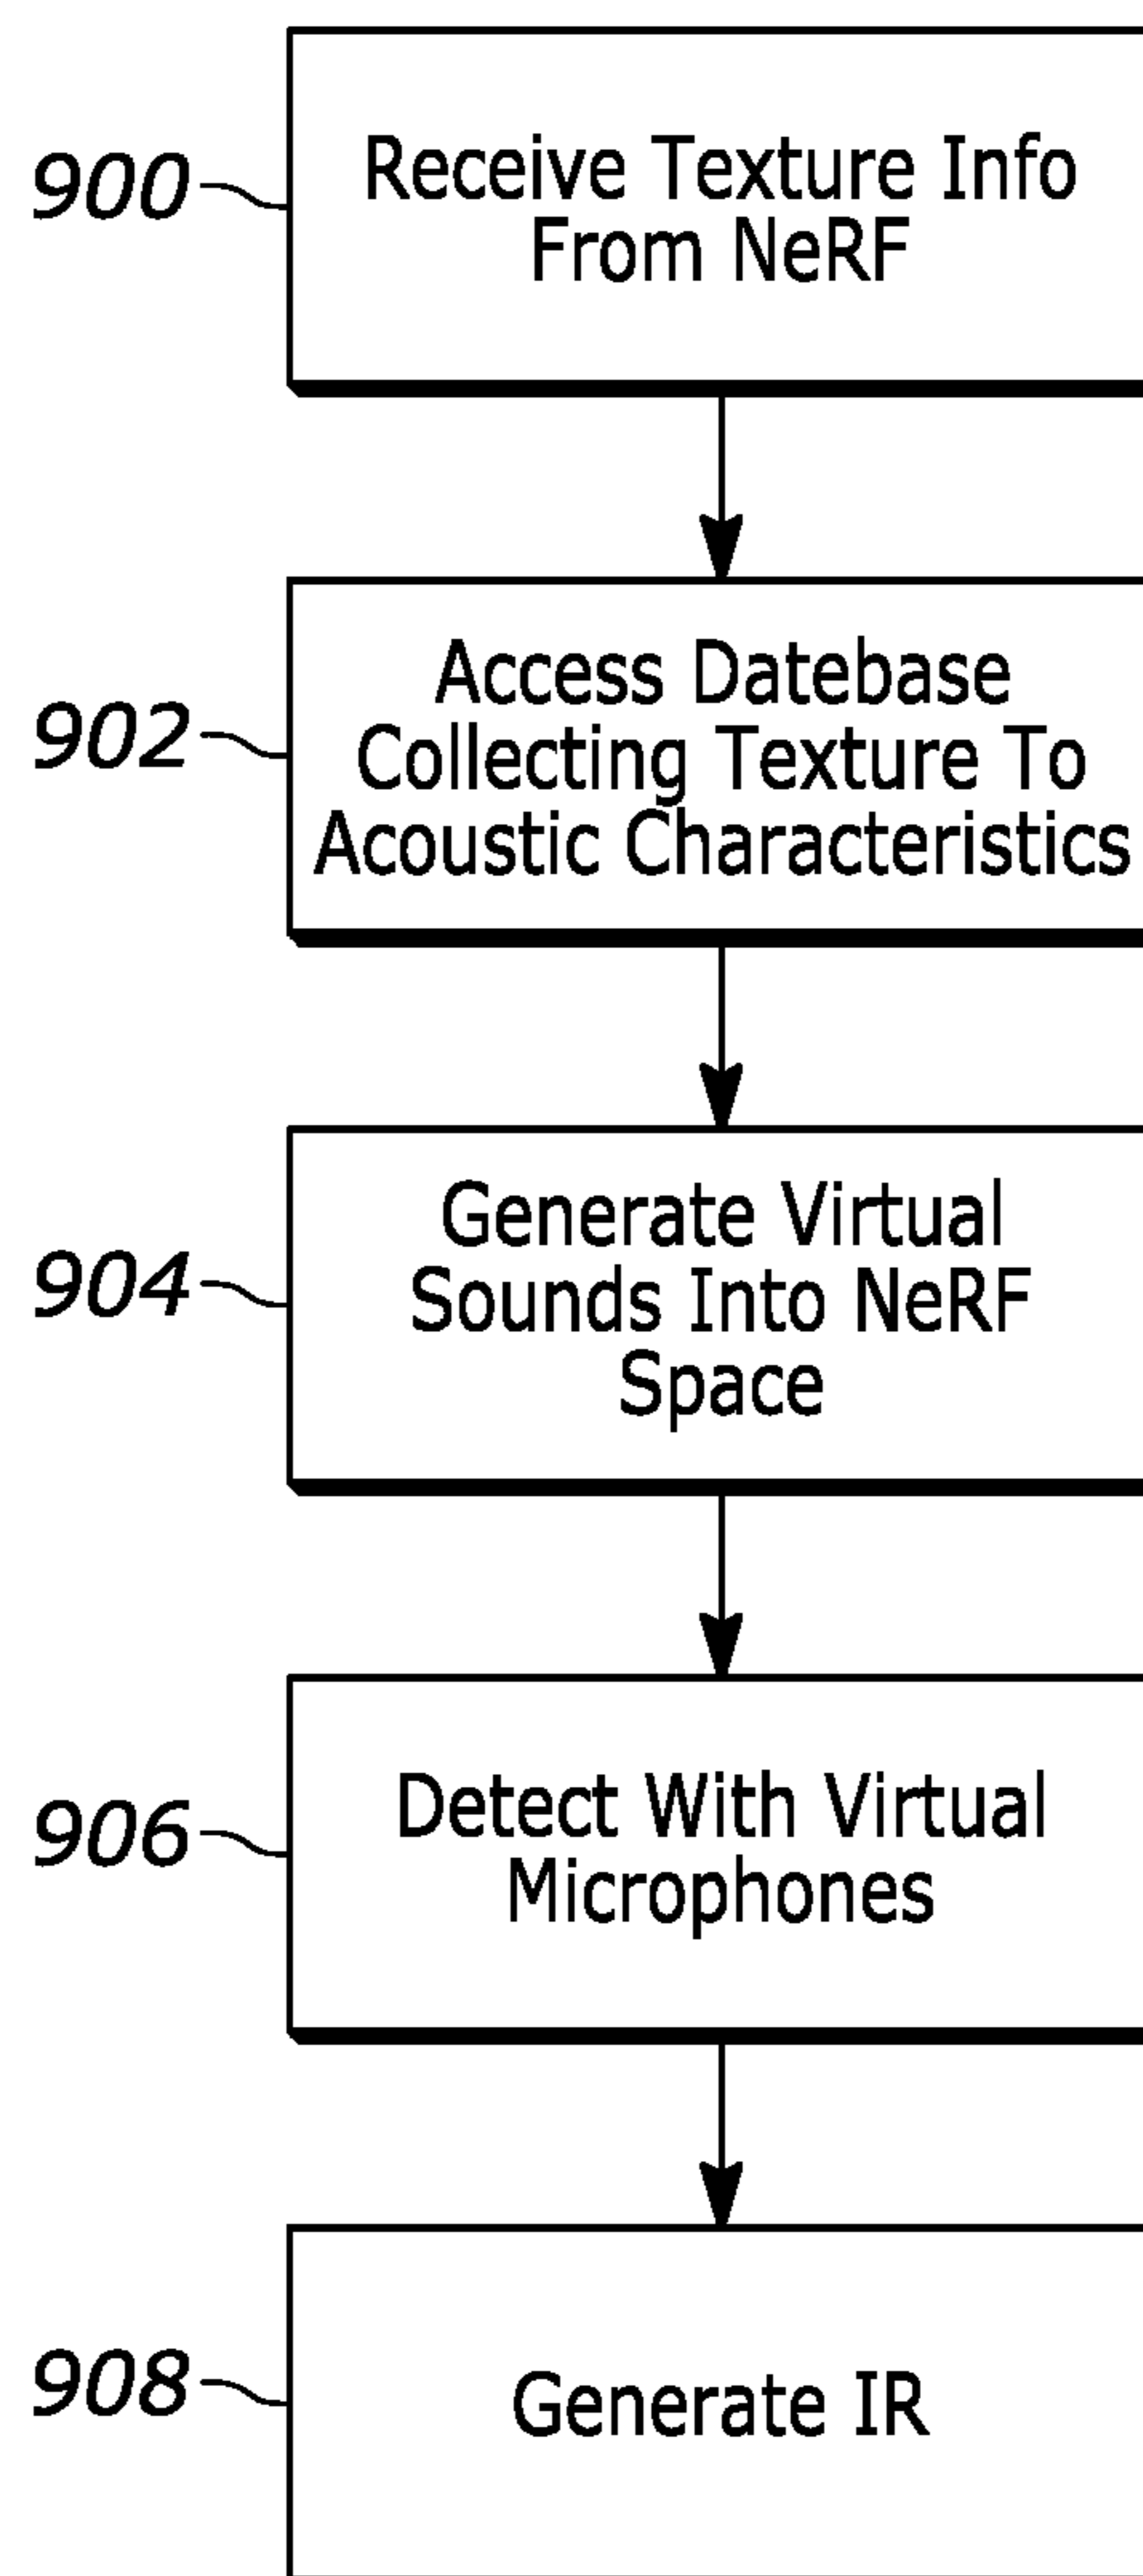 900
Receive Texture Info
From NeRF
902
Access Datebase
Collecting Texture To
Acoustic Characteristics
904
Generate Virtual
Sounds Into NeRF
Space
906
Detect With Virtual
Microphones
908
Generate IR